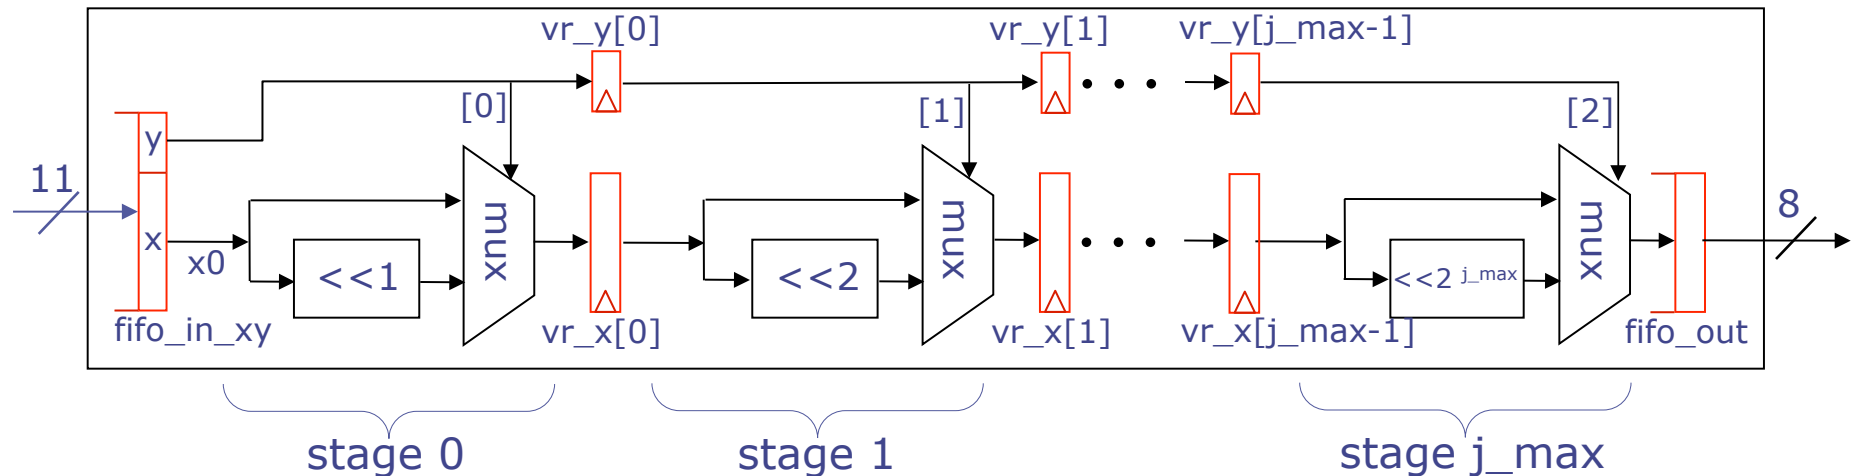 vr_y[0]
vr_y[1]
vr_y[j_max-1]
[0]
[1]
[2]
y
11
8
x
x0
<<1
mux
<<2
mux
<<2 j_max
mux
fifo_in_xy
vr_x[0]
vr_x[1]
vr_x[j_max-1]
fifo_out
stage 0
stage 1
stage j_max